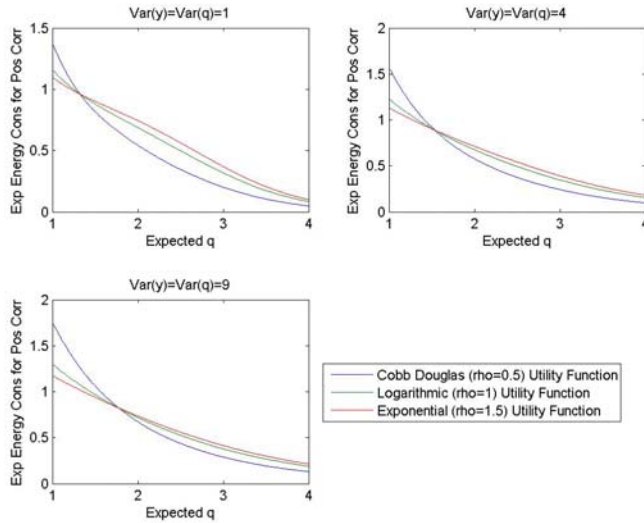 Var(y)=Var(q)=1
Exp Energy Cons for Pos Corr
1.5
1
0.5
0
1
2
3
4
Expected q
Var(y)=Var(q)=4
Exp Energy Cons for Pos Corr
2
1.5
1
0.5
0
1
2
3
4
Expected q
Var(y)=Var(q)=9
Exp Energy Cons for Pos Corr
2
1.5
1
0.5
0
1
2
3
4
Expected q
Cobb Douglas (rho=0.5) Utility Function
Logarithmic (rho=1) Utility Function
Exponential (rho=1.5) Utility Function